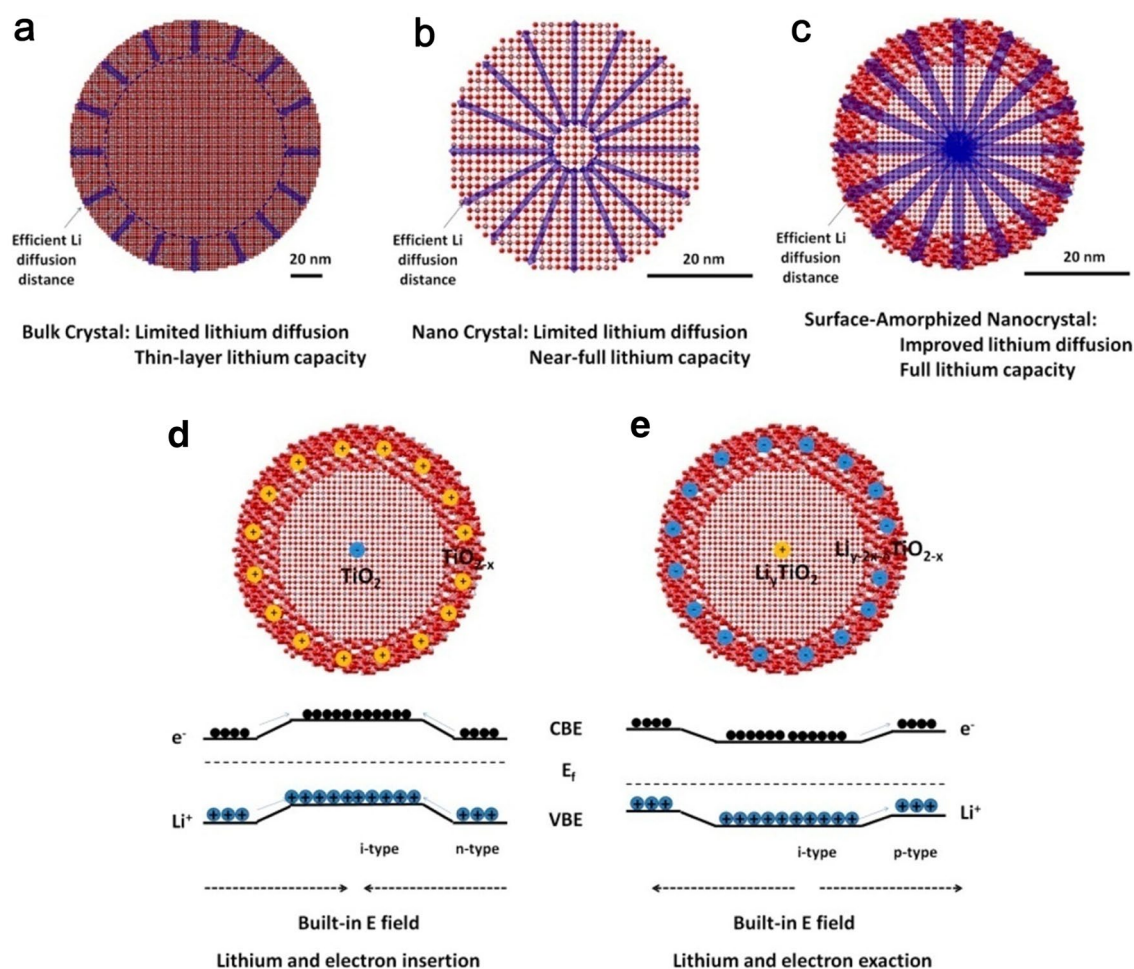 a
b
c
Efficient Li
diffusion
distance
20 nm
Efficient Li
diffusion
distance
20 nm
Efficient Li
diffusion
distance
20 nm
Bulk Crystal: Limited lithium diffusion
Thin-layer lithium capacity
Nano Crystal: Limited lithium diffusion
Near-full lithium capacity
Surface-Amorphized Nanocrystal:
Improved lithium diffusion
Full lithium capacity
d
e
TiO2
TiO2-x
LiyTiO2
Liy-2x TiO2-x
e-
CBE
e-
Ef
Li+
VBE
Li+
i-type
n-type
i-type
p-type
Built-in E field
Built-in E field
Lithium and electron insertion
Lithium and electron exaction